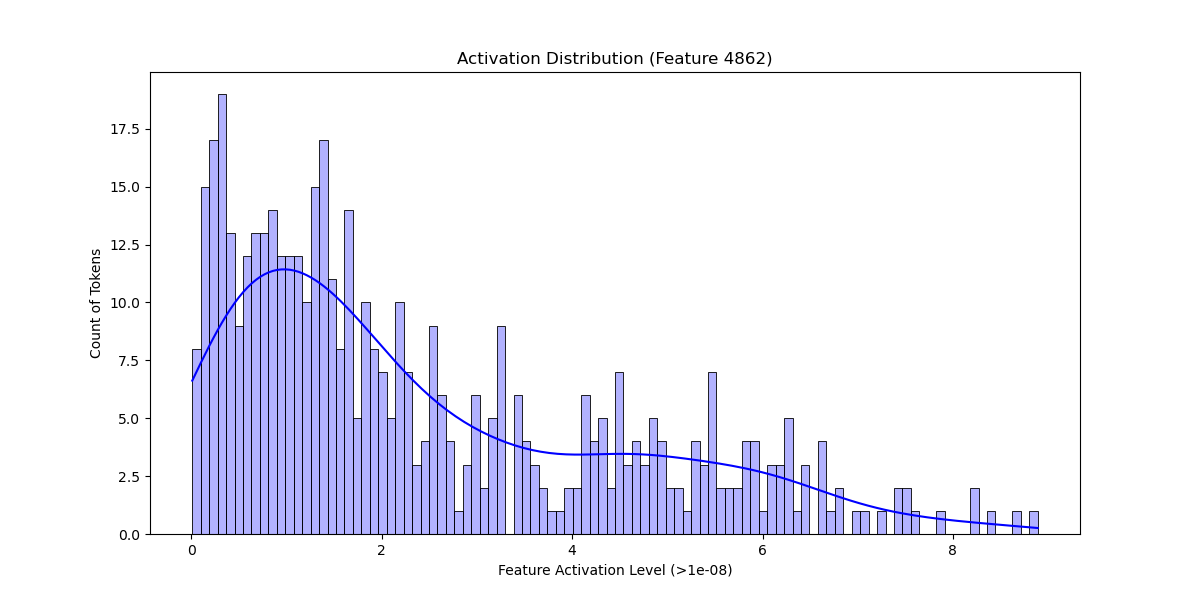 Activation Distribution (Feature 4862)
17.5
15.0
12.5
10.0
7.5
5.0
2.5
0.0
Count of Tokens
0 2 4 6 8
Feature Activation Level (>1e-08)